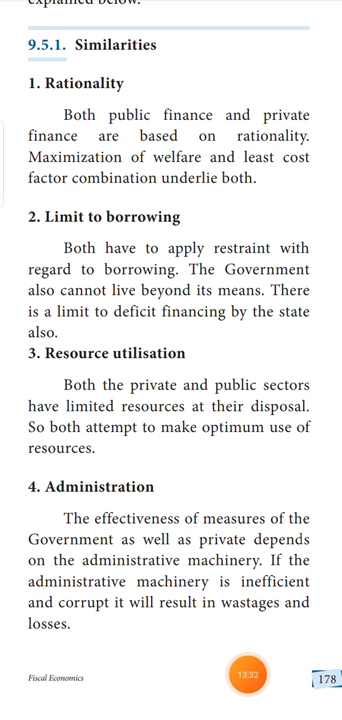 explained below.
9.5.1. Similarities
1. Rationality
Both public finance and private
finance are based on rationality.
Maximization of welfare and least cost
factor combination underlie both.
2. Limit to borrowing
Both have to apply restraint with
regard to borrowing. The Government
also cannot live beyond its means. There
is a limit to deficit financing by the state
also.
3. Resource utilisation
Both the private and public sectors
have limited resources at their disposal.
So both attempt to make optimum use of
resources.
4. Administration
The effectiveness of measures of the
Government as well as private depends
on the administrative machinery. If the
administrative machinery is inefficient
and corrupt it will result in wastages and
losses.
Fiscal Economics
13:32
178